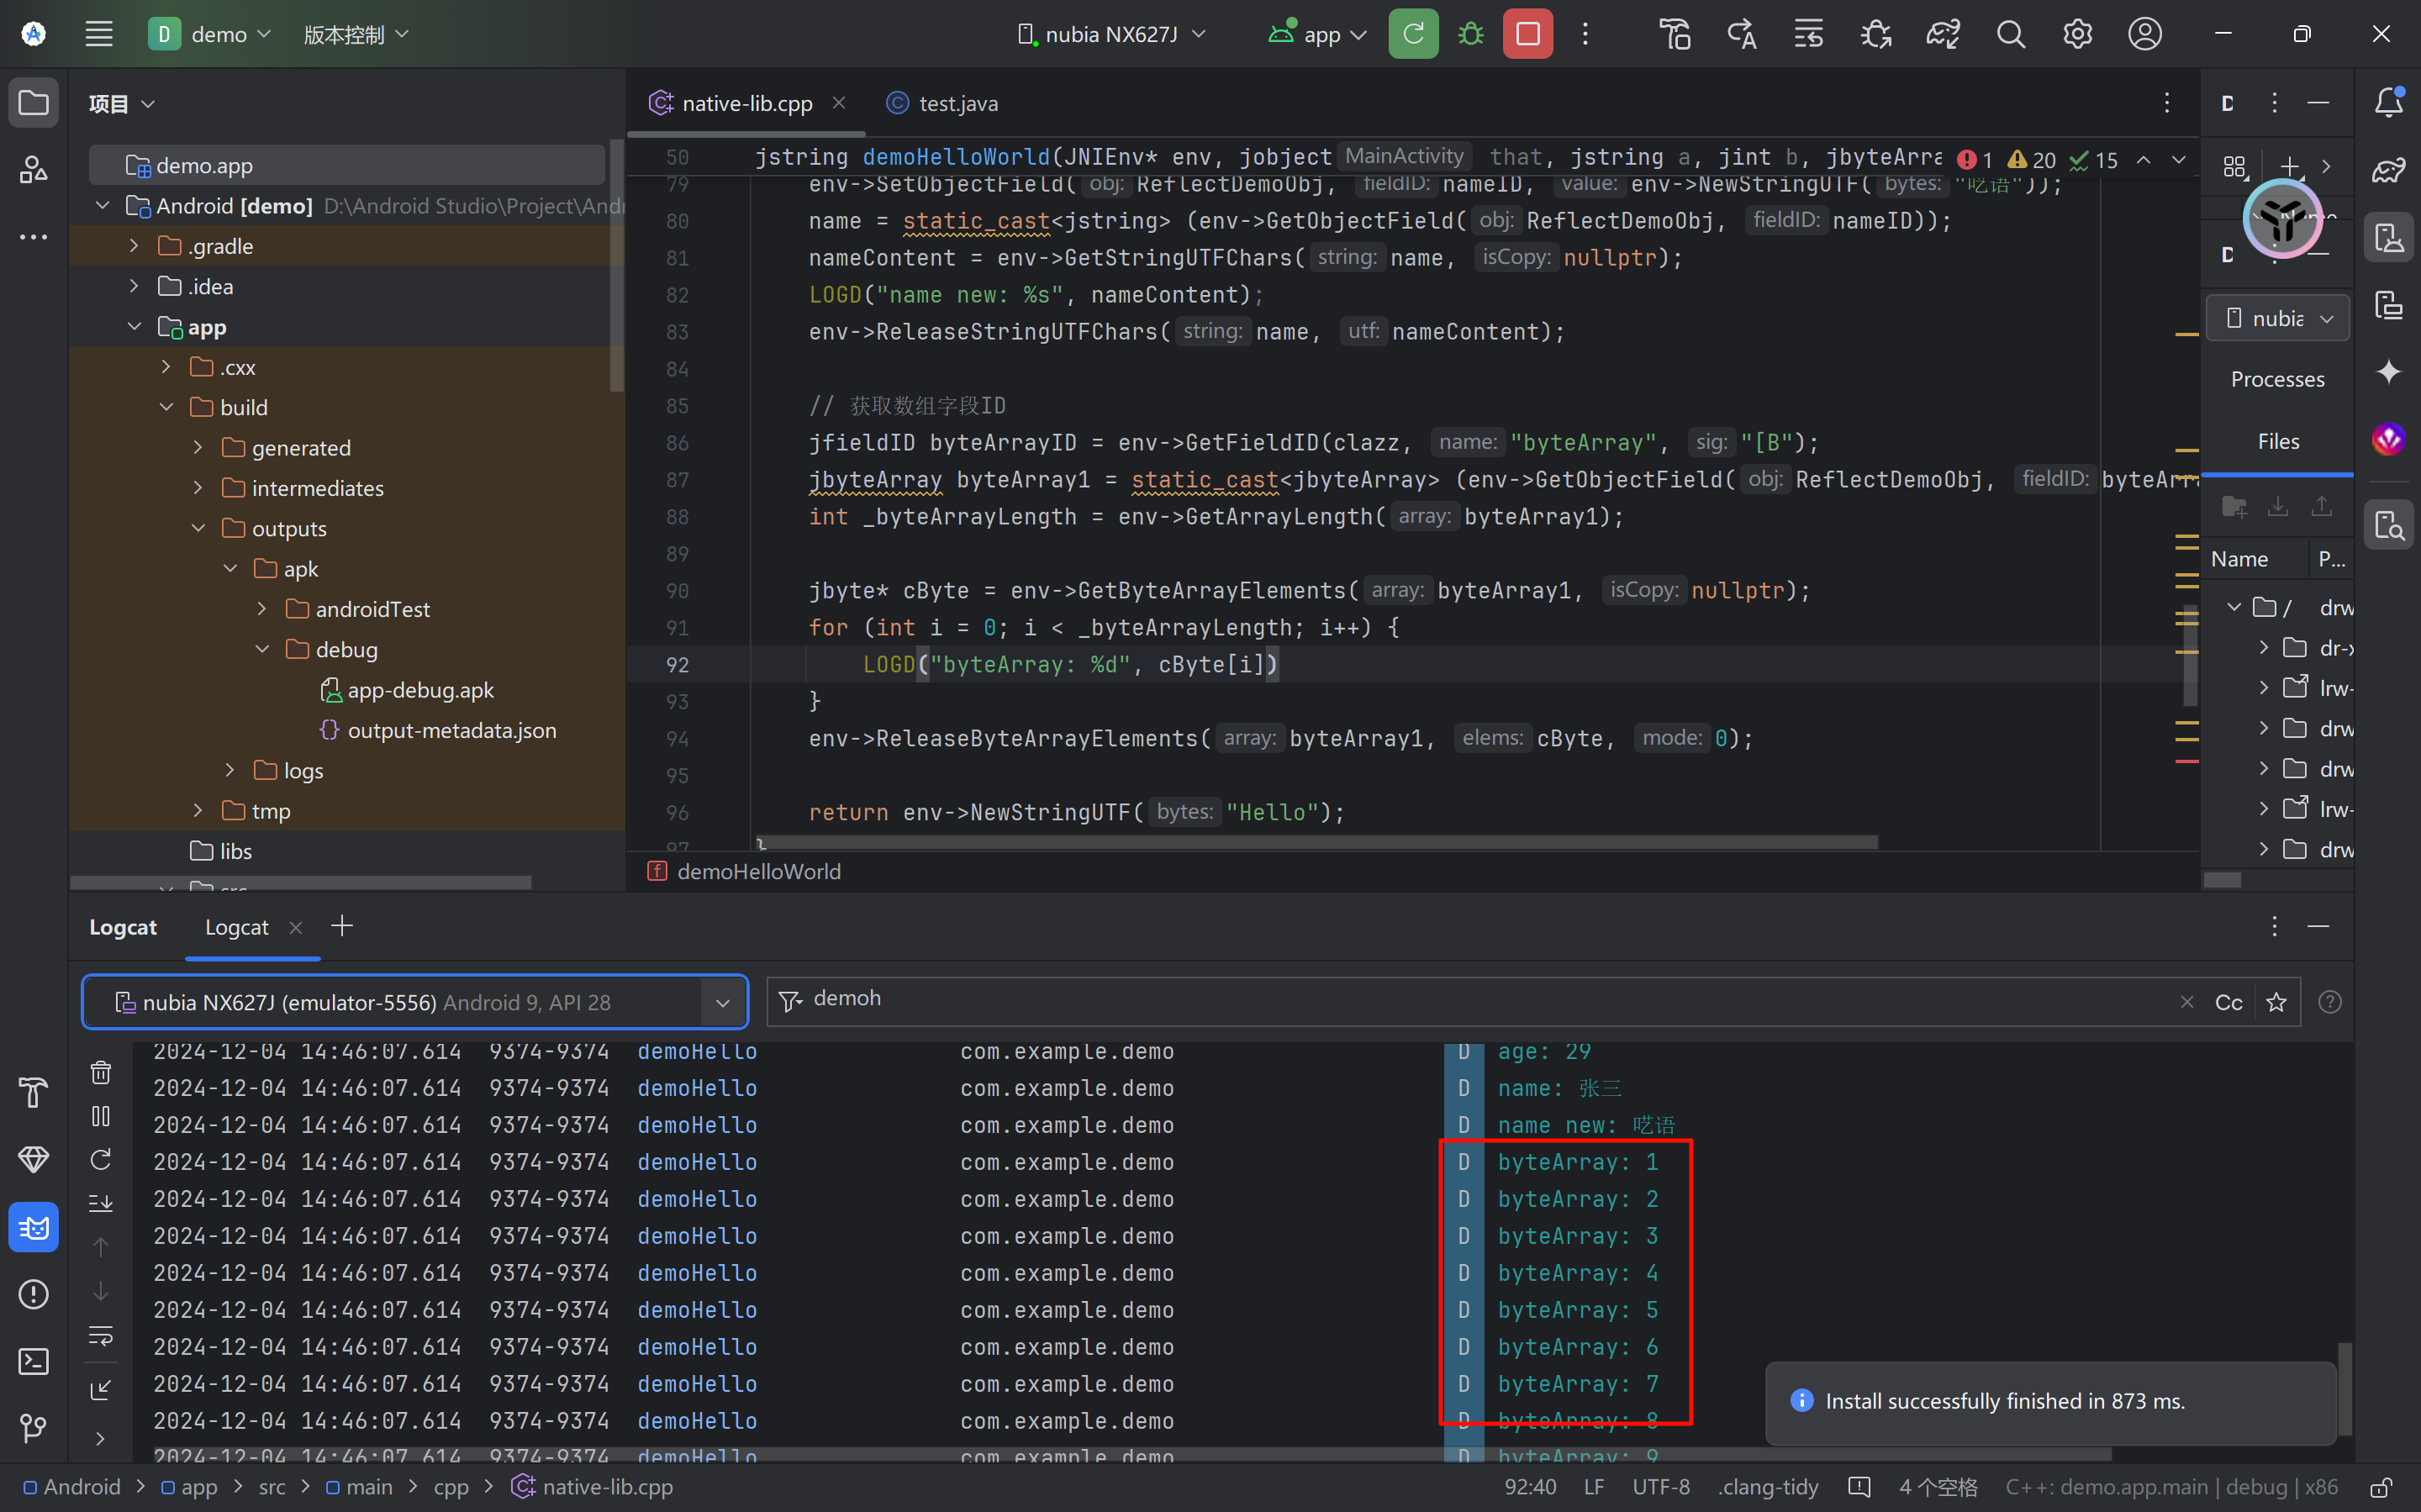 D demo 版本控制 nubia NX627J app
项目
native-lib.cpp test.java
D
demo.app
Android [demo] D:\Android Studio\Project\Andr
.gradle
.idea
app
.cxx
build
generated
intermediates
outputs
apk
androidTest
debug
app-debug.apk
output-metadata.json
logs
tmp
libs
src
50 jstring demoHelloWorld(JNIEnv* env, jobject MainActivity that, jstring a, jint b, jbyteArra 1 20 15
79 env->SetObjectField( obj: ReflectDemoObj, fieldID: nameID, value: env->NewStringUTF( bytes: "呓语"));
80 name = static_cast<jstring> (env->GetObjectField( obj: ReflectDemoObj, fieldID: nameID));
81 nameContent = env->GetStringUTFChars( string: name, isCopy: nullptr);
82 LOGD("name new: %s", nameContent);
83 env->ReleaseStringUTFChars( string: name, utf: nameContent);
84
85 // 获取数组字段ID
86 jfieldID byteArrayID = env->GetFieldID(clazz, name: "byteArray", sig: "[B");
87 jbyteArray byteArray1 = static_cast<jbyteArray> (env->GetObjectField( obj: ReflectDemoObj, fieldID: byteArr
88 int _byteArrayLength = env->GetArrayLength( array: byteArray1);
89
90 jbyte* cByte = env->GetByteArrayElements( array: byteArray1, isCopy: nullptr);
91 for (int i = 0; i < _byteArrayLength; i++) {
92 LOGD("byteArray: %d", cByte[i])
93 }
94 env->ReleaseByteArrayElements( array: byteArray1, elems: cByte, mode: 0);
95
96 return env->NewStringUTF( bytes: "Hello");
97 }
f demoHelloWorld
D
nubia
Processes
Files
Name P...
/ drw
dr-x
lrw-
drw
drw
lrw-
drw
Logcat Logcat
nubia NX627J (emulator-5556) Android 9, API 28
demoh Cc
2024-12-04 14:46:07.614 9374-9374 demoHello com.example.demo D age: 29
2024-12-04 14:46:07.614 9374-9374 demoHello com.example.demo D name: 张三
2024-12-04 14:46:07.614 9374-9374 demoHello com.example.demo D name new: 呓语
2024-12-04 14:46:07.614 9374-9374 demoHello com.example.demo D byteArray: 1
2024-12-04 14:46:07.614 9374-9374 demoHello com.example.demo D byteArray: 2
2024-12-04 14:46:07.614 9374-9374 demoHello com.example.demo D byteArray: 3
2024-12-04 14:46:07.614 9374-9374 demoHello com.example.demo D byteArray: 4
2024-12-04 14:46:07.614 9374-9374 demoHello com.example.demo D byteArray: 5
2024-12-04 14:46:07.614 9374-9374 demoHello com.example.demo D byteArray: 6
2024-12-04 14:46:07.614 9374-9374 demoHello com.example.demo D byteArray: 7
2024-12-04 14:46:07.614 9374-9374 demoHello com.example.demo D byteArray: 8
2024-12-04 14:46:07.614 9374-9374 demoHello com.example.demo D byteArray: 9
Install successfully finished in 873 ms.
Android > app > src > main > cpp > native-lib.cpp 92:40 LF UTF-8 .clang-tidy 4 个空格 C++: demo.app.main | debug | x86